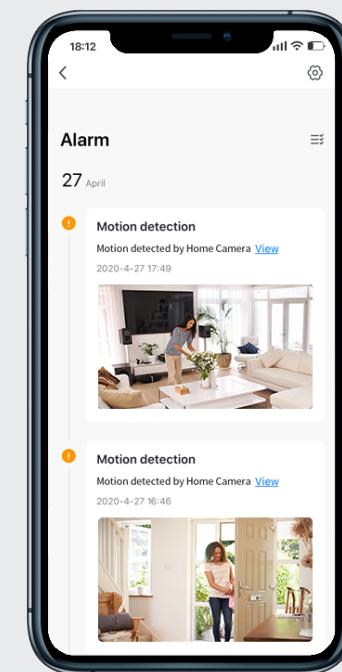 18:12
Alarm
27 April
Motion detection
Motion detected by Home Camera View
2020-4-27 17:49
Motion detection
Motion detected by Home Camera View
2020-4-27 16:46